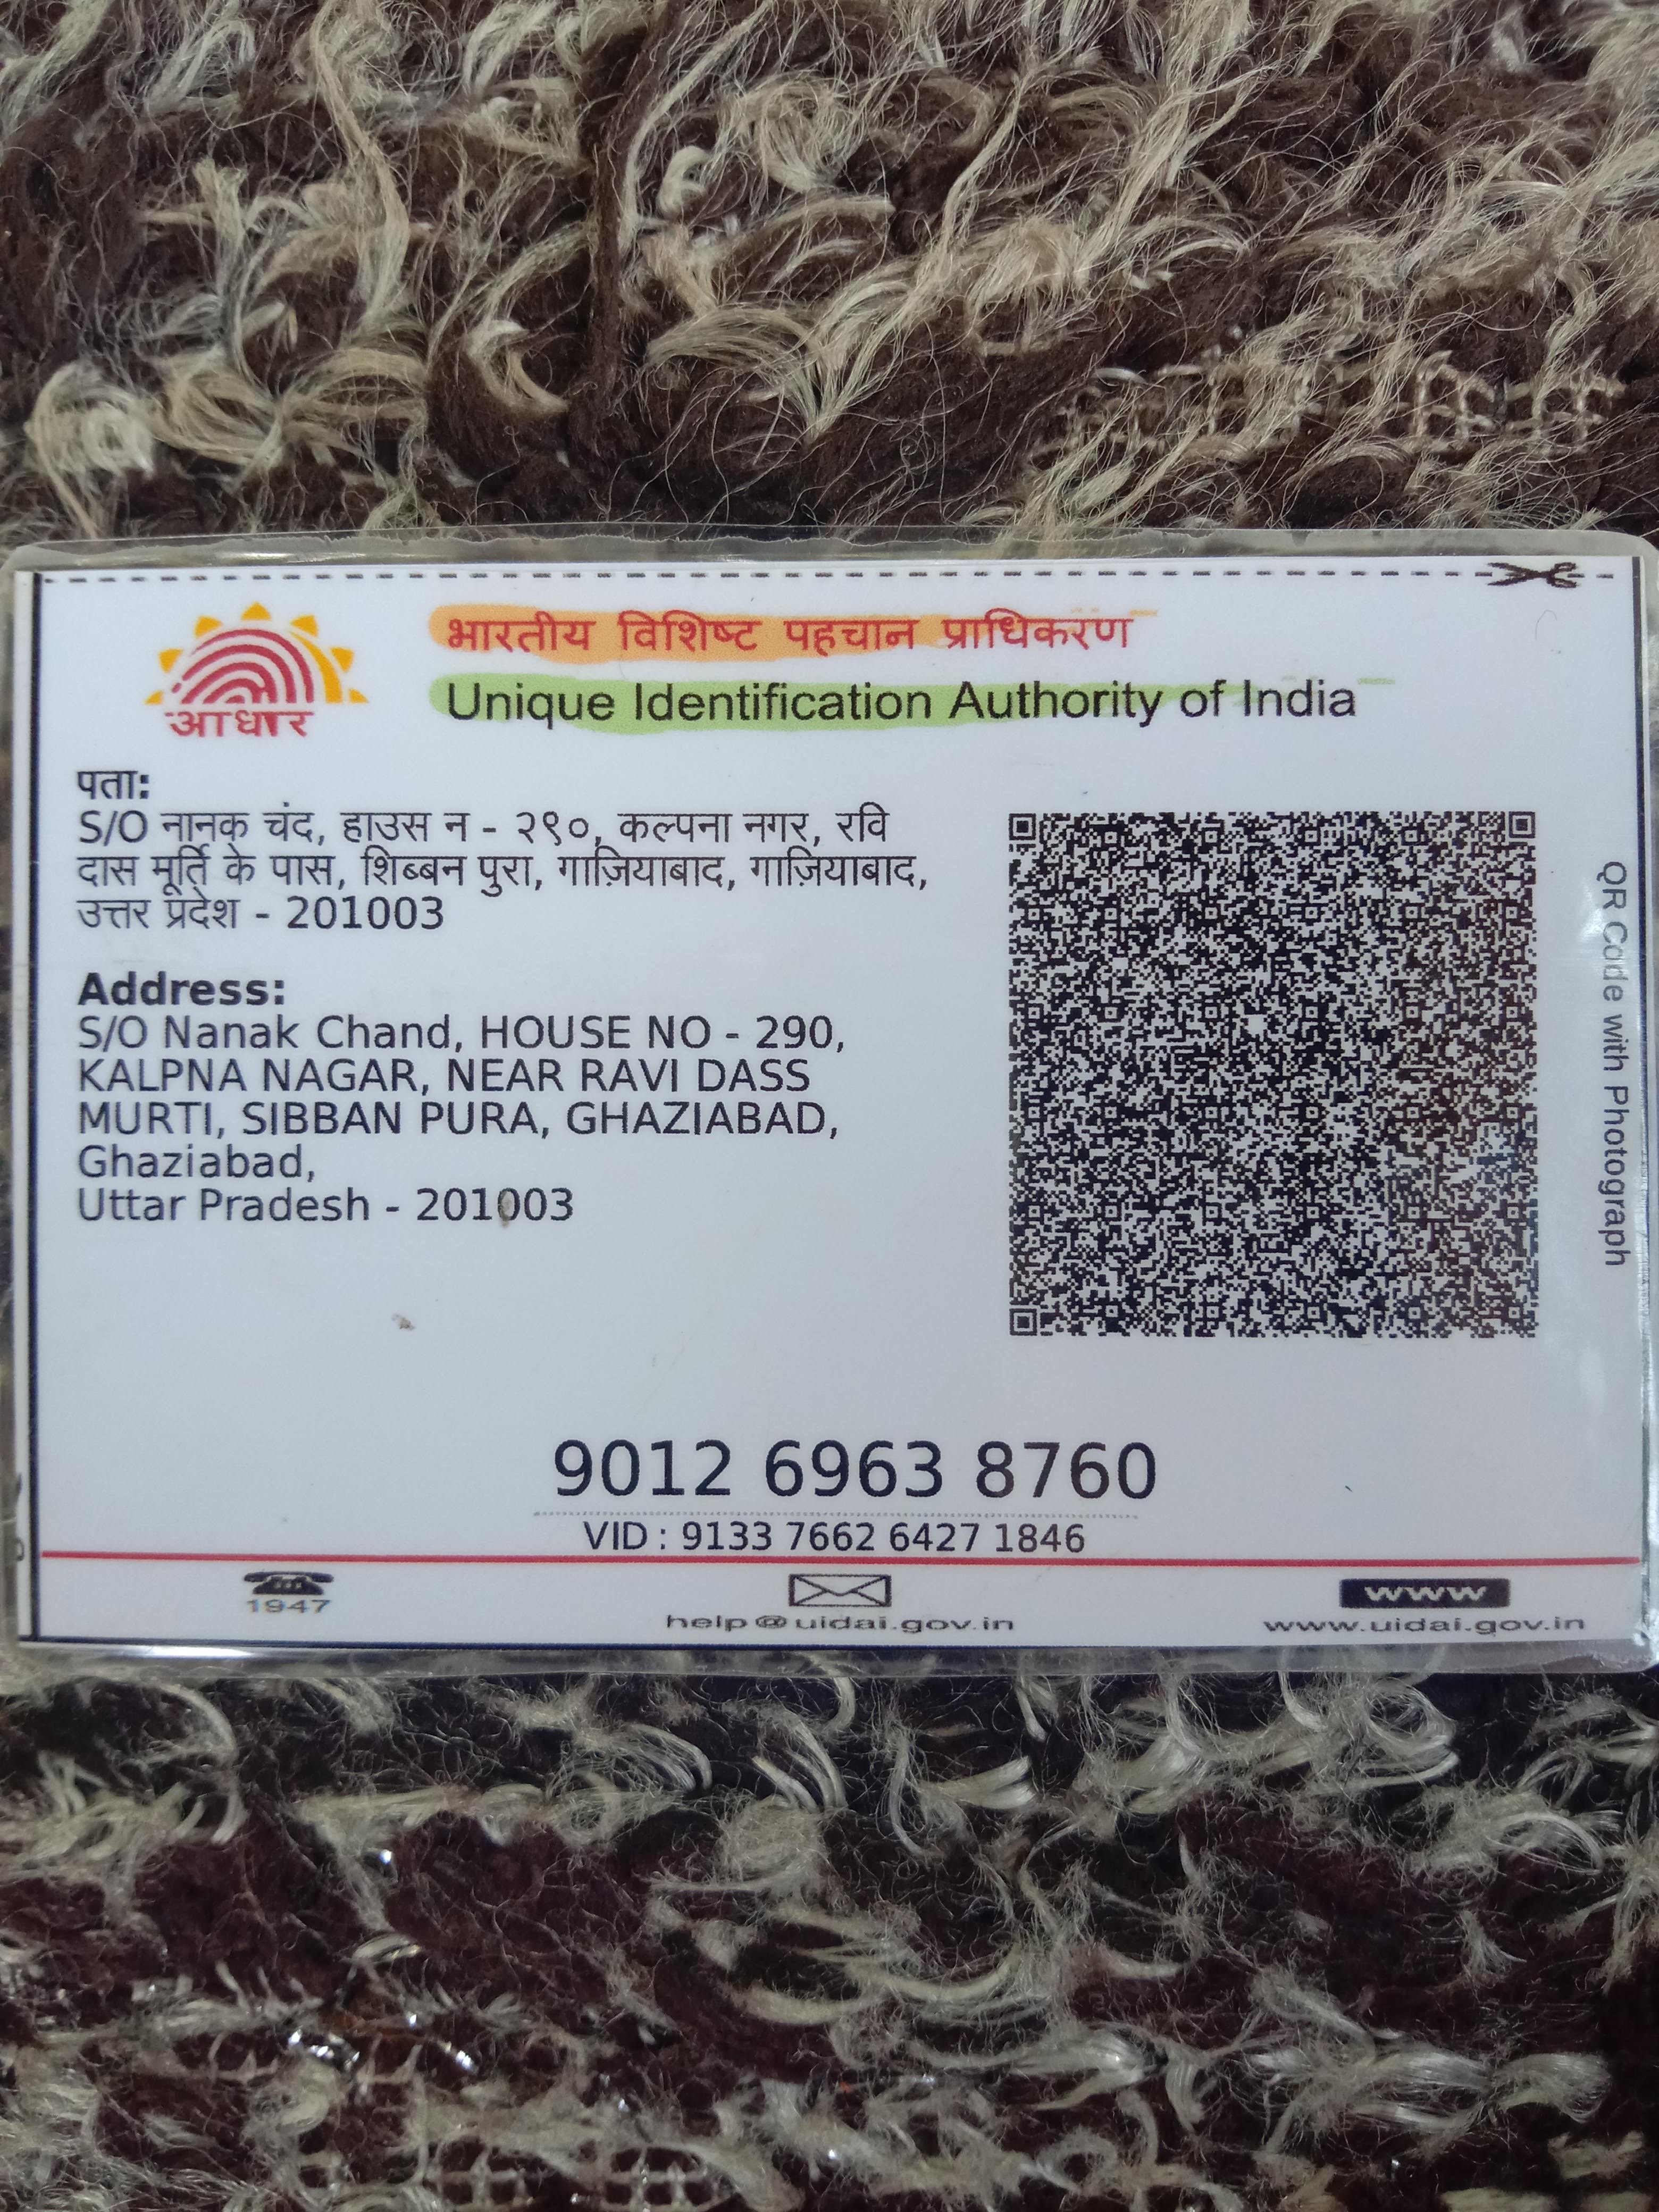 भारतीय विशिष्ट पहचान प्राधिकरण
Unique Identification Authority of India
आधार
पता:
S/O नानक चंद, हाउस न - २९०, कल्पना नगर, रवि
दास मूर्ति के पास, शिब्बन पुरा, गाज़ियाबाद, गाज़ियाबाद,
उत्तर प्रदेश - 201003
Address:
S/O Nanak Chand, HOUSE NO - 290,
KALPNA NAGAR, NEAR RAVI DASS
MURTI, SIBBAN PURA, GHAZIABAD,
Ghaziabad,
Uttar Pradesh - 201003
QR Code with Photograph
9012 6963 8760
VID : 9133 7662 6427 1846
1947
help@uidai.gov.in
www
www.uidai.gov.in